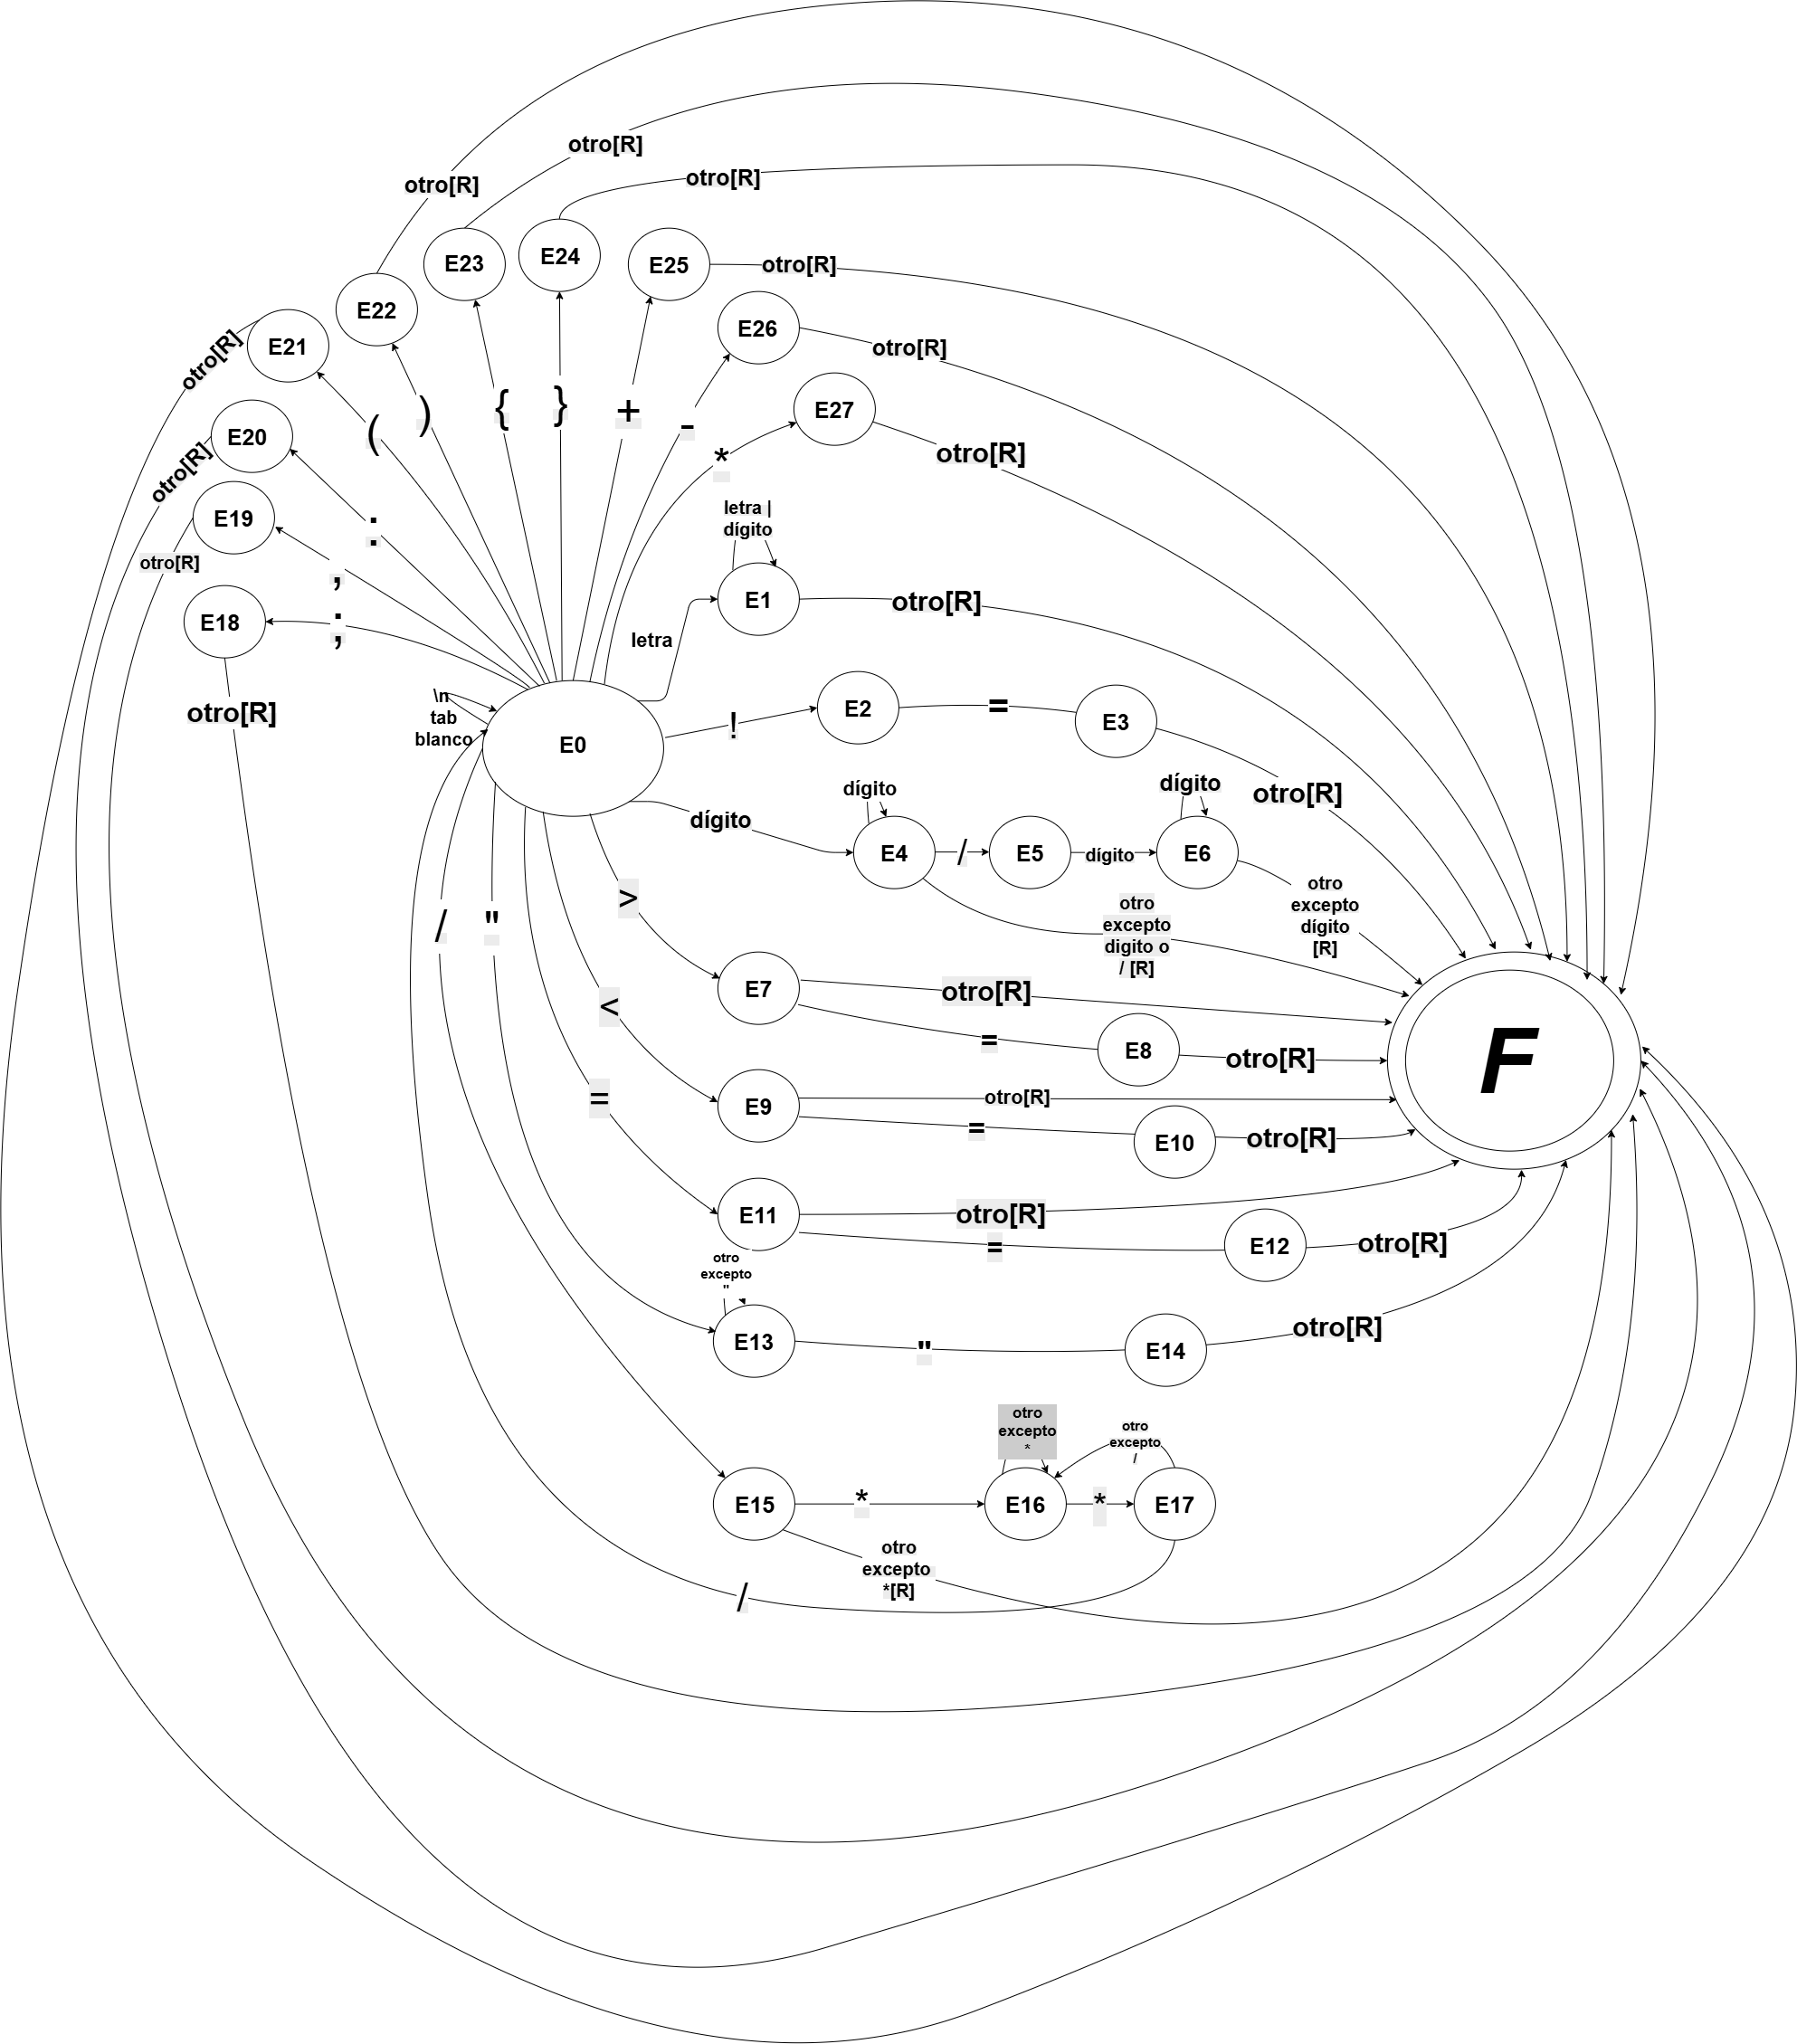 otro[R]
otro[R]
otro[R]
E24
E23
E25
otro[R]
E22
E26
E21
otro[R]
otro[R]
{
}
+
-
(
)
E27
E20
otro[R]
*
otro[R]
letra |
dígito
E19
:
otro[R]
,
E1
otro[R]
E18
;
letra
\n
tab
blanco
otro[R]
E0
!
E2
=
E3
dígito
otro[R]
dígito
dígito
E4
/
E5
dígito
E6
otro
excepto
dígito
[R]
otro
excepto
digito o
/ [R]
>
/
"
E7
otro[R]
<
=
E8
otro[R]
F
=
E9
otro[R]
=
E10
otro[R]
E11
otro[R]
=
E12
otro[R]
otro
excepto
"
E13
"
E14
otro[R]
otro
excepto
*
otro
excepto
/
E15
*
E16
*
E17
otro
excepto
*[R]
/